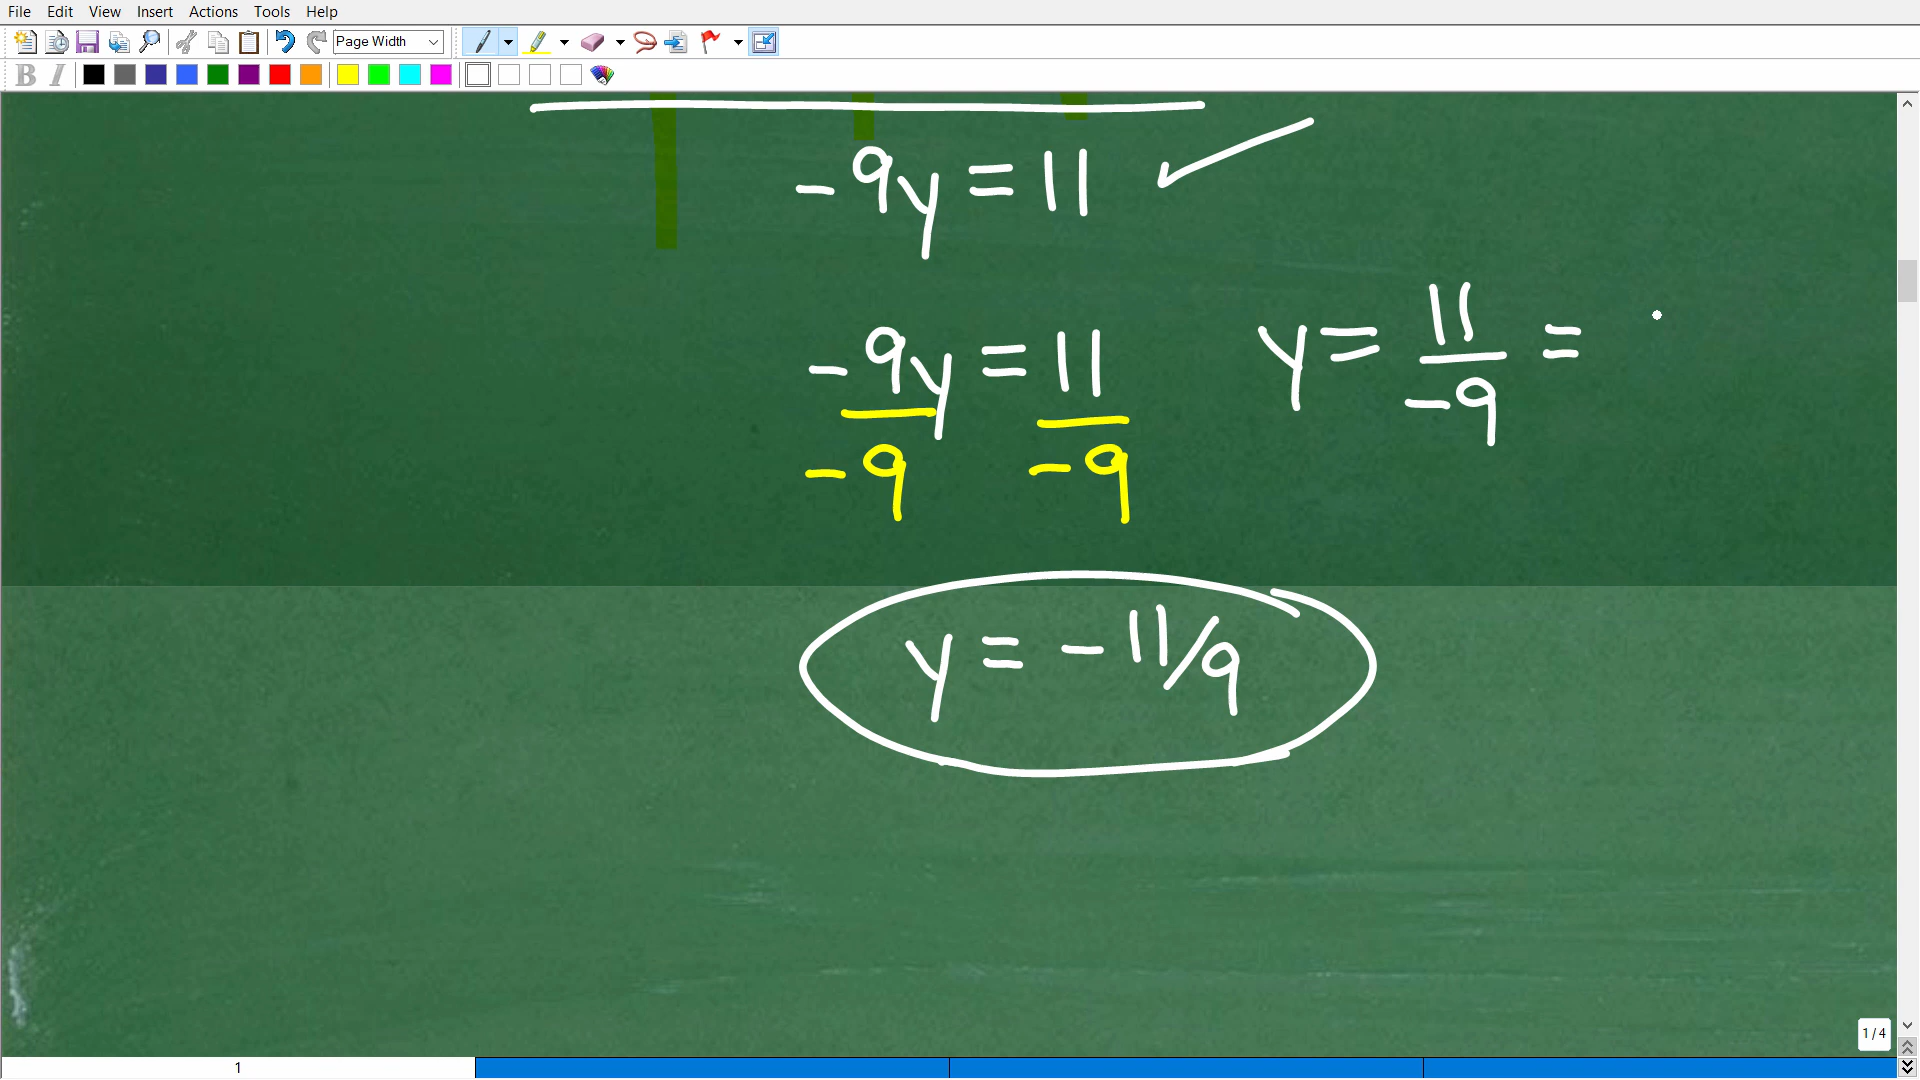 File Edit View Insert Actions Tools Help
Page Width
B I
-9y = 11
-9y = 11
-9 -9
y = 11/-9 =
y = -11/9
1 / 4
1